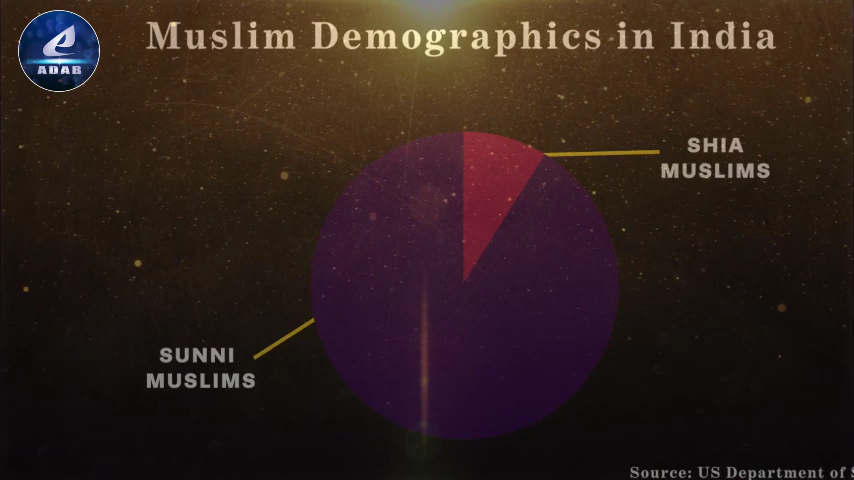 ADAB
Muslim Demographics in India
SHIA
MUSLIMS
SUNNI
MUSLIMS
Source: US Department of S